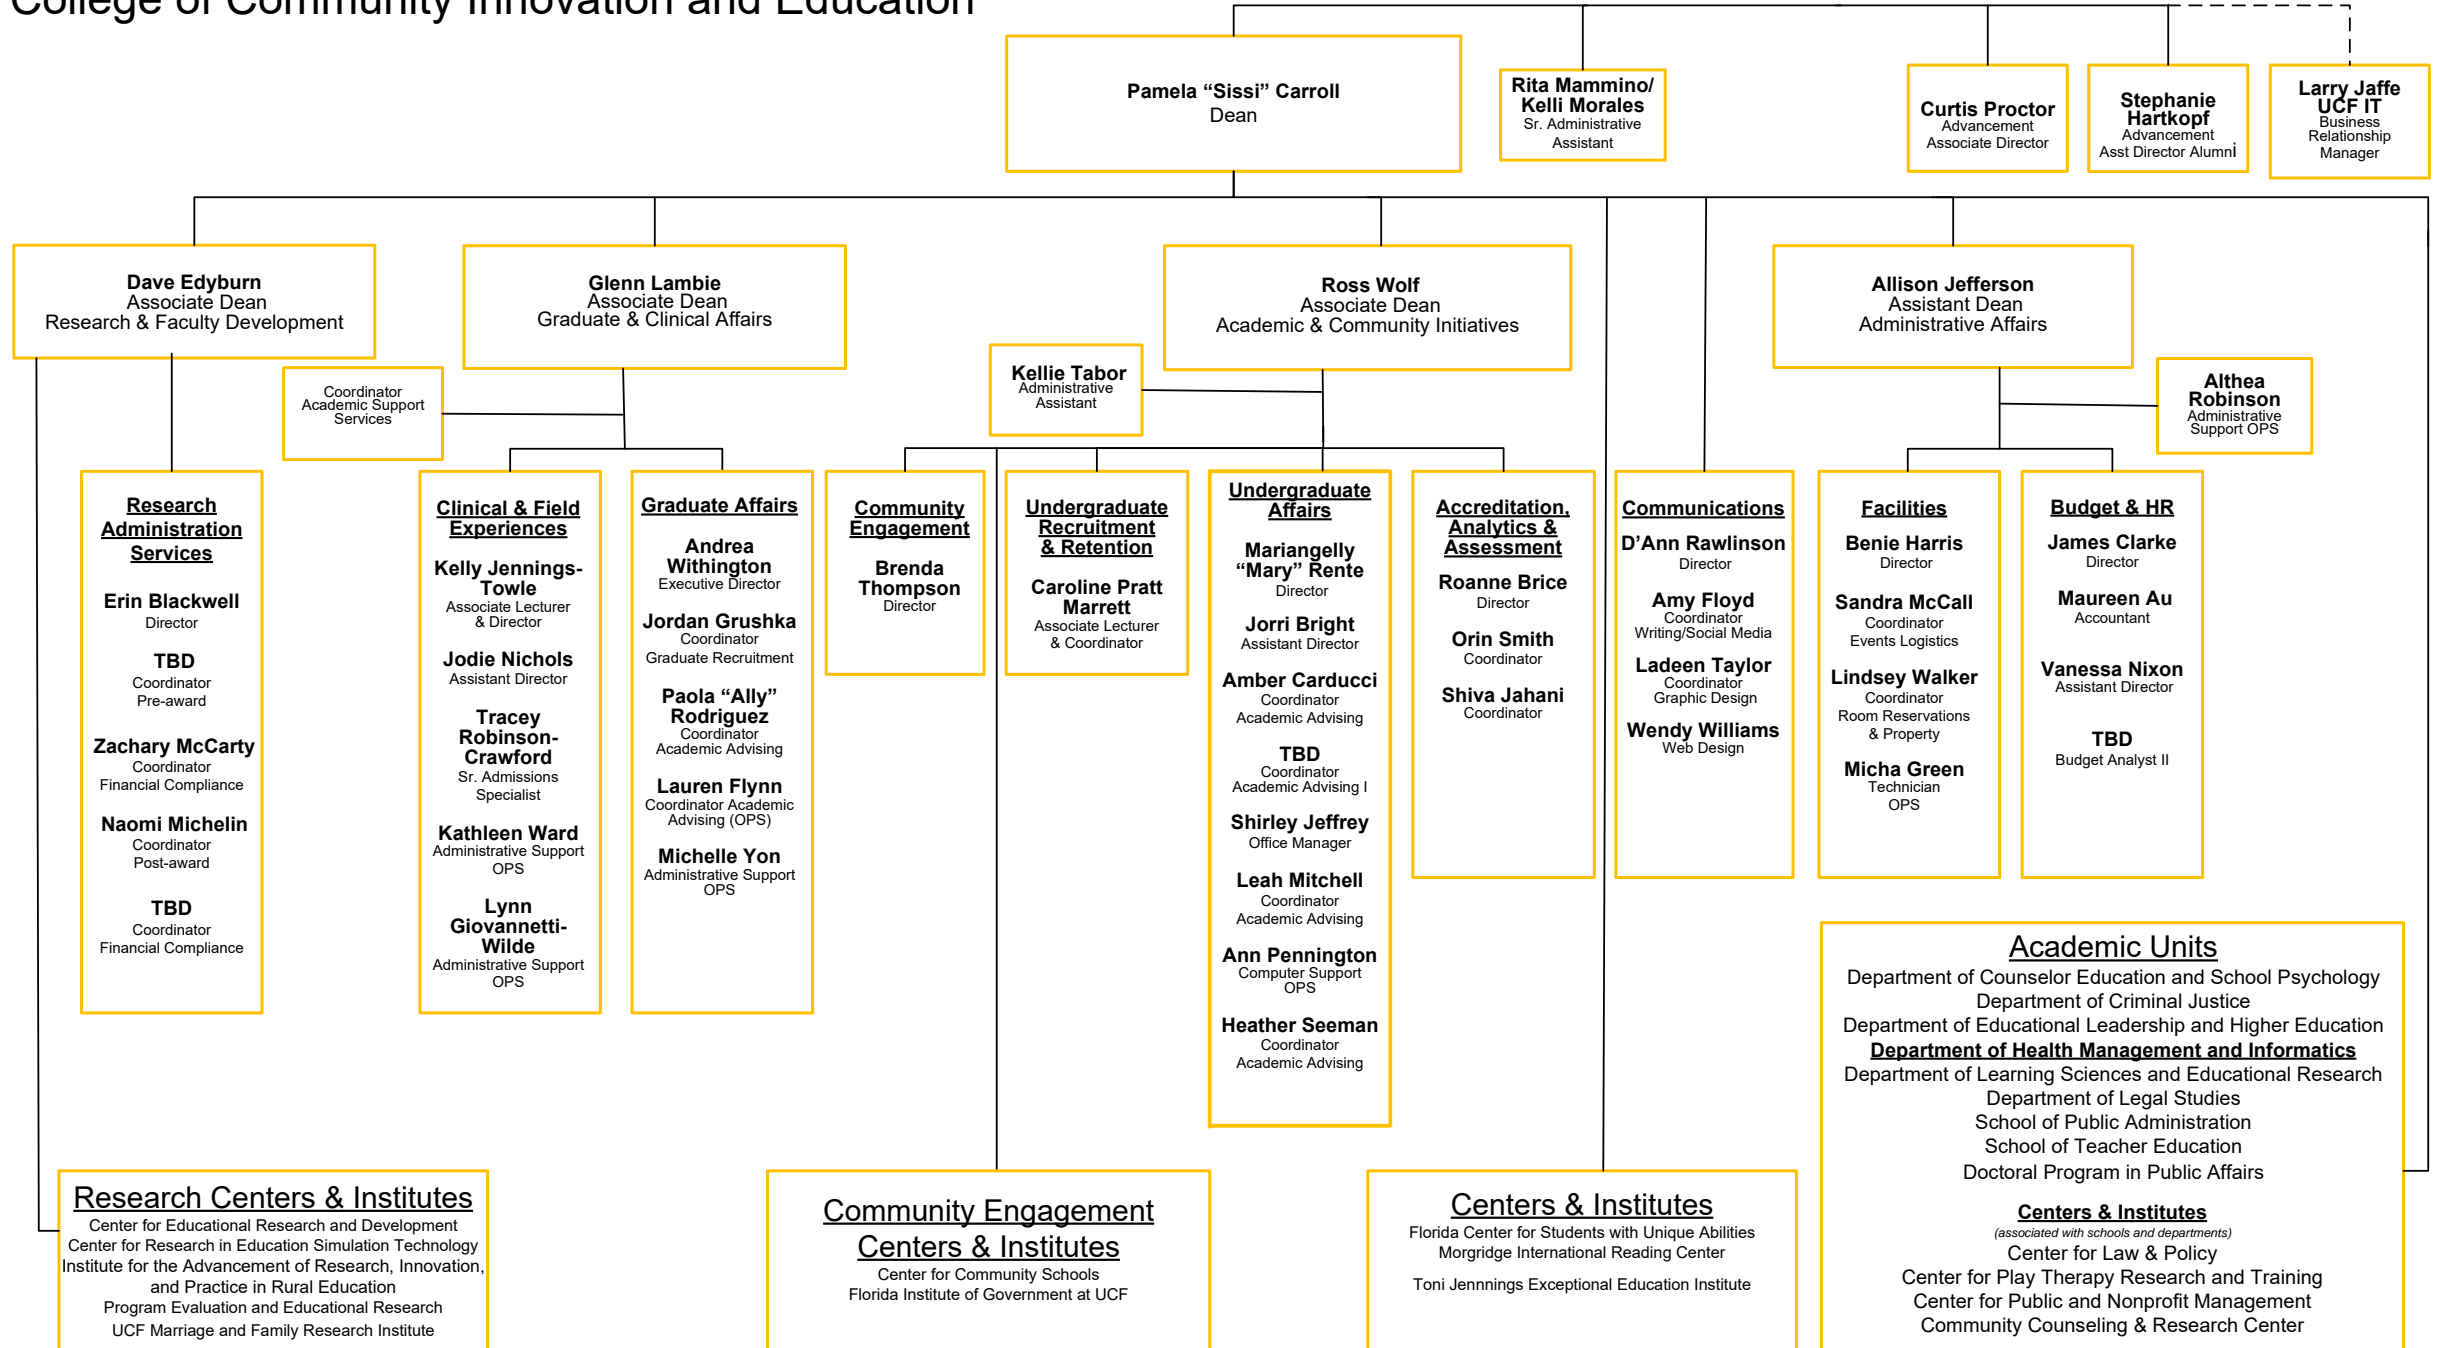 College of Community Innovation and Education
Pamela “Sissi” Carroll
Dean
Rita Mammino/
Kelli Morales
Sr. Administrative
Assistant
Curtis Proctor
Advancement
Associate Director
Stephanie
Hartkopf
Advancement
Asst Director Alumni
Larry Jaffe
UCF IT
Business
Relationship
Manager
Dave Edyburn
Associate Dean
Research & Faculty Development
Glenn Lambie
Associate Dean
Graduate & Clinical Affairs
Ross Wolf
Associate Dean
Academic & Community Initiatives
Allison Jefferson
Assistant Dean
Administrative Affairs
Coordinator
Academic Support
Services
Kellie Tabor
Administrative
Assistant
Althea
Robinson
Administrative
Support OPS
Research
Administration
Services
Erin Blackwell
Director
TBD
Coordinator
Pre-award
Zachary McCarty
Coordinator
Financial Compliance
Naomi Michelin
Coordinator
Post-award
TBD
Coordinator
Financial Compliance
Clinical & Field
Experiences
Kelly Jennings-
Towle
Associate Lecturer
& Director
Jodie Nichols
Assistant Director
Tracey
Robinson-
Crawford
Sr. Admissions
Specialist
Kathleen Ward
Administrative Support
OPS
Lynn
Giovannetti-
Wilde
Administrative Support
OPS
Graduate Affairs
Andrea
Withington
Executive Director
Jordan Grushka
Coordinator
Graduate Recruitment
Paola “Ally”
Rodriguez
Coordinator
Academic Advising
Lauren Flynn
Coordinator Academic
Advising (OPS)
Michelle Yon
Administrative Support
OPS
Community
Engagement
Brenda
Thompson
Director
Undergraduate
Recruitment
& Retention
Caroline Pratt
Marrett
Associate Lecturer
& Coordinator
Undergraduate
Affairs
Mariangelly
“Mary” Rente
Director
Jorri Bright
Assistant Director
Amber Carducci
Coordinator
Academic Advising
TBD
Coordinator
Academic Advising I
Shirley Jeffrey
Office Manager
Leah Mitchell
Coordinator
Academic Advising
Ann Pennington
Computer Support
OPS
Heather Seeman
Coordinator
Academic Advising
Accreditation,
Analytics &
Assessment
Roanne Brice
Director
Orin Smith
Coordinator
Shiva Jahani
Coordinator
Communications
D’Ann Rawlinson
Director
Amy Floyd
Coordinator
Writing/Social Media
Ladeen Taylor
Coordinator
Graphic Design
Wendy Williams
Web Design
Facilities
Benie Harris
Director
Sandra McCall
Coordinator
Events Logistics
Lindsey Walker
Coordinator
Room Reservations
& Property
Micha Green
Technician
OPS
Budget & HR
James Clarke
Director
Maureen Au
Accountant
Vanessa Nixon
Assistant Director
TBD
Budget Analyst II
Research Centers & Institutes
Center for Educational Research and Development
Center for Research in Education Simulation Technology
Institute for the Advancement of Research, Innovation,
and Practice in Rural Education
Program Evaluation and Educational Research
UCF Marriage and Family Research Institute
Community Engagement
Centers & Institutes
Center for Community Schools
Florida Institute of Government at UCF
Centers & Institutes
Florida Center for Students with Unique Abilities
Morgridge International Reading Center
Toni Jennnings Exceptional Education Institute
Academic Units
Department of Counselor Education and School Psychology
Department of Criminal Justice
Department of Educational Leadership and Higher Education
Department of Health Management and Informatics
Department of Learning Sciences and Educational Research
Department of Legal Studies
School of Public Administration
School of Teacher Education
Doctoral Program in Public Affairs
Centers & Institutes
(associated with schools and departments)
Center for Law & Policy
Center for Play Therapy Research and Training
Center for Public and Nonprofit Management
Community Counseling & Research Center